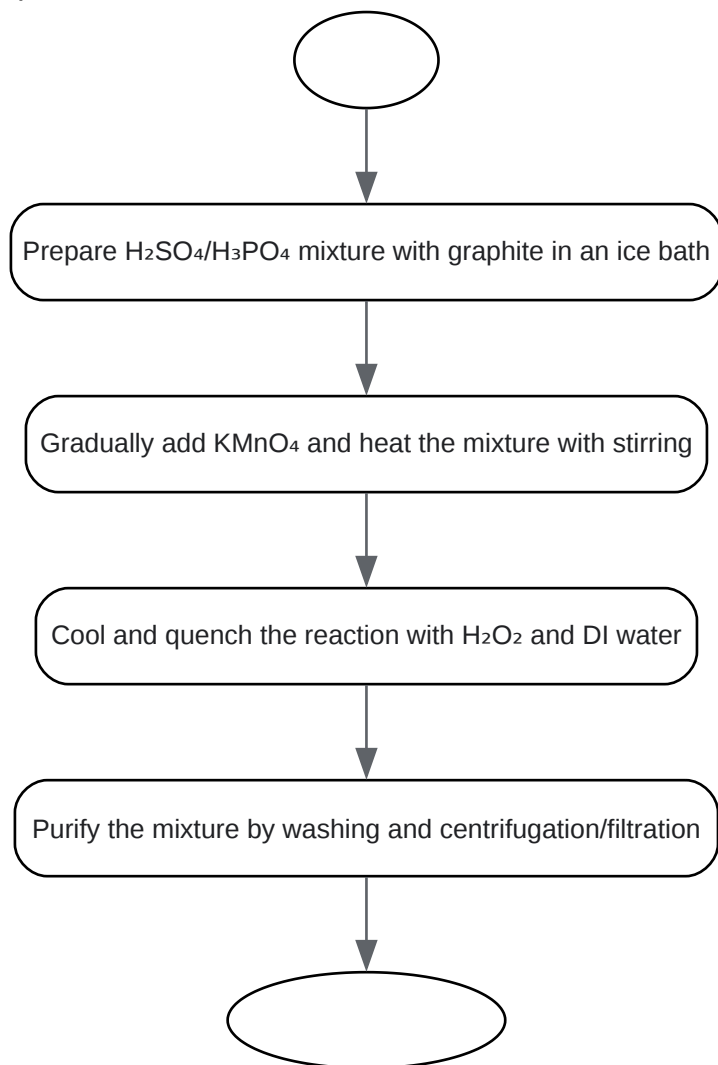 Prepare H₂SO₄/H₃PO₄ mixture with graphite in an ice bath
Gradually add KMnO₄ and heat the mixture with stirring
Cool and quench the reaction with H₂O₂ and DI water
Purify the mixture by washing and centrifugation/filtration